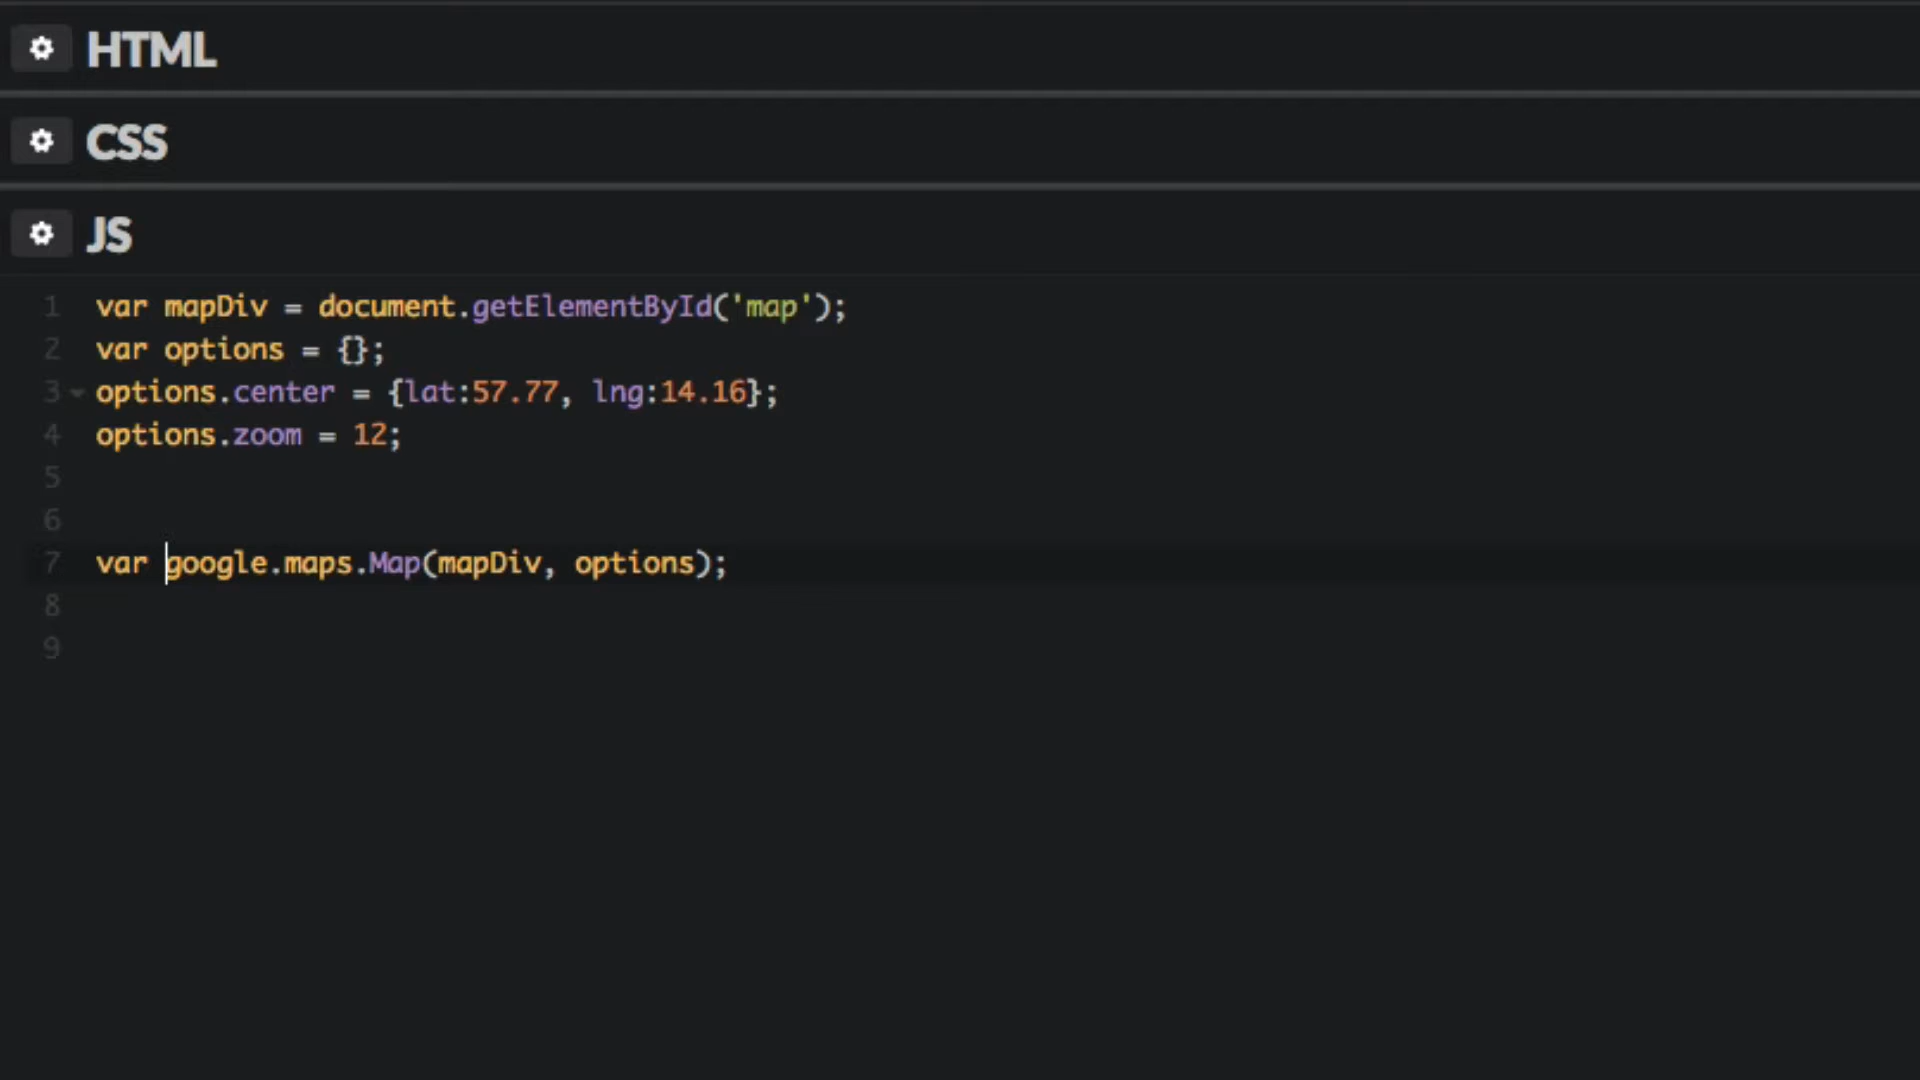 HTML
CSS
JS
1 var mapDiv = document.getElementById('map');
2 var options = {};
3 options.center = {lat:57.77, lng:14.16};
4 options.zoom = 12;
5
6
7 var google.maps.Map(mapDiv, options);
8
9